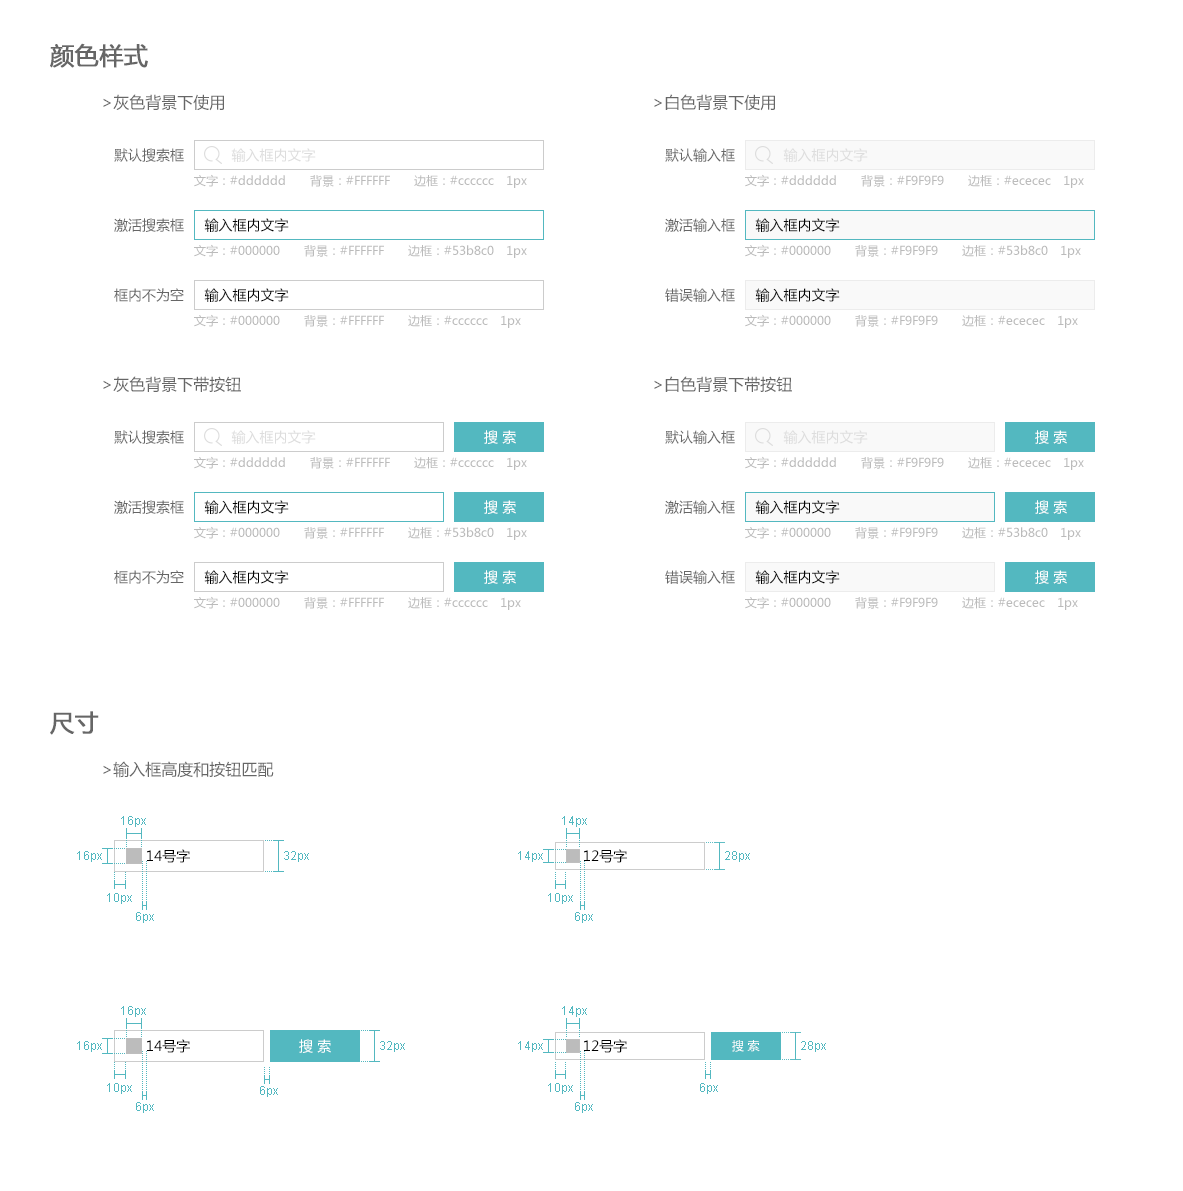 颜色样式
>灰色背景下使用
默认搜索框 输入框内文字
文字：#dddddd 背景：#FFFFFF 边框：#cccccc 1px
激活搜索框 输入框内文字
文字：#000000 背景：#FFFFFF 边框：#53b8c0 1px
框内不为空 输入框内文字
文字：#000000 背景：#FFFFFF 边框：#cccccc 1px
>白色背景下使用
默认输入框 输入框内文字
文字：#dddddd 背景：#F9F9F9 边框：#ececec 1px
激活输入框 输入框内文字
文字：#000000 背景：#F9F9F9 边框：#53b8c0 1px
错误输入框 输入框内文字
文字：#000000 背景：#F9F9F9 边框：#ececec 1px
>灰色背景下带按钮
默认搜索框 输入框内文字 搜 索
文字：#dddddd 背景：#FFFFFF 边框：#cccccc 1px
激活搜索框 输入框内文字 搜 索
文字：#000000 背景：#FFFFFF 边框：#53b8c0 1px
框内不为空 输入框内文字 搜 索
文字：#000000 背景：#FFFFFF 边框：#cccccc 1px
>白色背景下带按钮
默认输入框 输入框内文字 搜 索
文字：#dddddd 背景：#F9F9F9 边框：#ececec 1px
激活输入框 输入框内文字 搜 索
文字：#000000 背景：#F9F9F9 边框：#53b8c0 1px
错误输入框 输入框内文字 搜 索
文字：#000000 背景：#F9F9F9 边框：#ececec 1px
尺寸
>输入框高度和按钮匹配
16px
16px 14号字 32px
10px
6px
14px
14px 12号字 28px
10px
6px
16px
16px 14号字 搜 索 32px
10px 6px
6px
14px
14px 12号字 搜 索 28px
10px 6px
6px